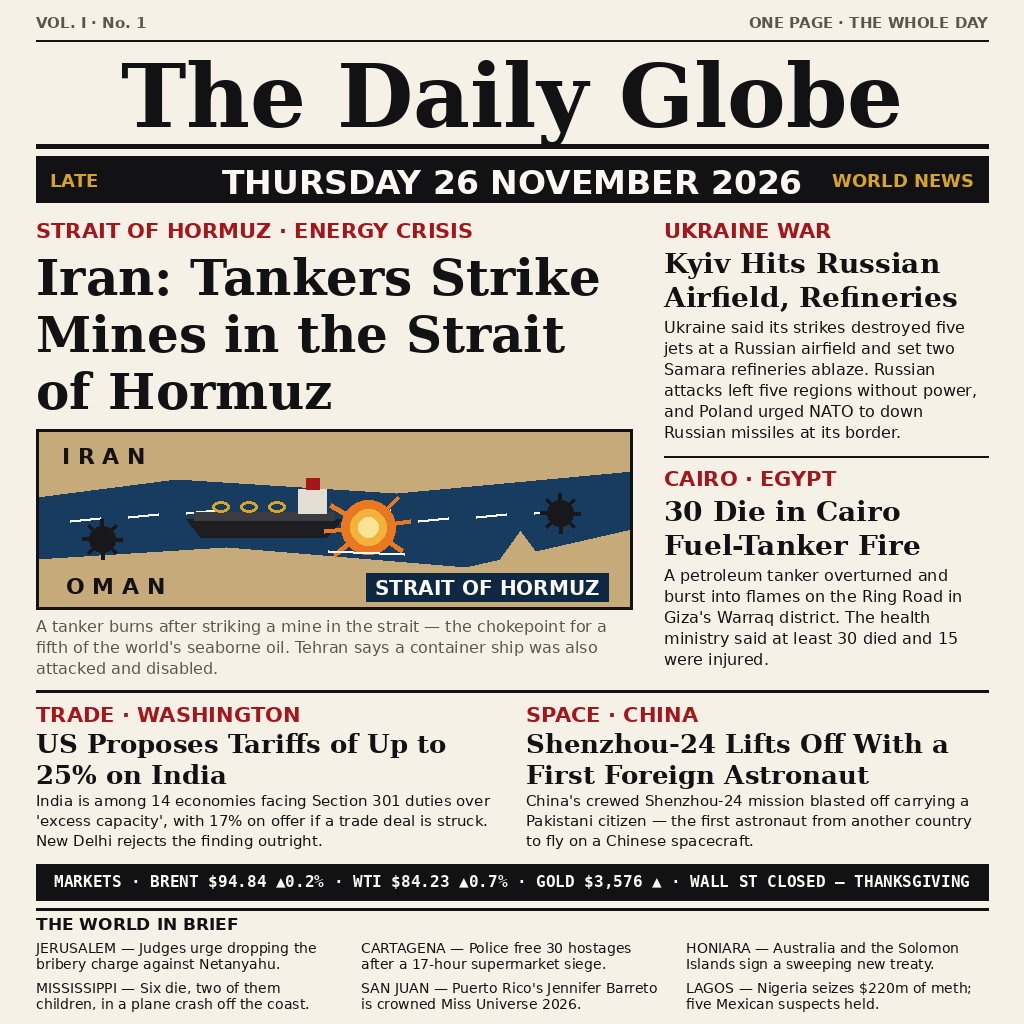 VOL. I · No. 1
ONE PAGE · THE WHOLE DAY
The Daily Globe
LATE
THURSDAY 26 NOVEMBER 2026
WORLD NEWS
STRAIT OF HORMUZ · ENERGY CRISIS
Iran: Tankers Strike
Mines in the Strait
of Hormuz
IRAN
OMAN
STRAIT OF HORMUZ
A tanker burns after striking a mine in the strait — the chokepoint for a
fifth of the world's seaborne oil. Tehran says a container ship was also
attacked and disabled.
UKRAINE WAR
Kyiv Hits Russian
Airfield, Refineries
Ukraine said its strikes destroyed five
jets at a Russian airfield and set two
Samara refineries ablaze. Russian
attacks left five regions without power,
and Poland urged NATO to down
Russian missiles at its border.
CAIRO · EGYPT
30 Die in Cairo
Fuel-Tanker Fire
A petroleum tanker overturned and
burst into flames on the Ring Road in
Giza's Warraq district. The health
ministry said at least 30 died and 15
were injured.
TRADE · WASHINGTON
US Proposes Tariffs of Up to
25% on India
India is among 14 economies facing Section 301 duties over
'excess capacity', with 17% on offer if a trade deal is struck.
New Delhi rejects the finding outright.
SPACE · CHINA
Shenzhou-24 Lifts Off With a
First Foreign Astronaut
China's crewed Shenzhou-24 mission blasted off carrying a
Pakistani citizen — the first astronaut from another country
to fly on a Chinese spacecraft.
MARKETS · BRENT $94.84 ▲0.2% · WTI $84.23 ▲0.7% · GOLD $3,576 ▲ · WALL ST CLOSED — THANKSGIVING
THE WORLD IN BRIEF
JERUSALEM — Judges urge dropping the
bribery charge against Netanyahu.
MISSISSIPPI — Six die, two of them
children, in a plane crash off the coast.
CARTAGENA — Police free 30 hostages
after a 17-hour supermarket siege.
SAN JUAN — Puerto Rico's Jennifer Barreto
is crowned Miss Universe 2026.
HONIARA — Australia and the Solomon
Islands sign a sweeping new treaty.
LAGOS — Nigeria seizes $220m of meth;
five Mexican suspects held.